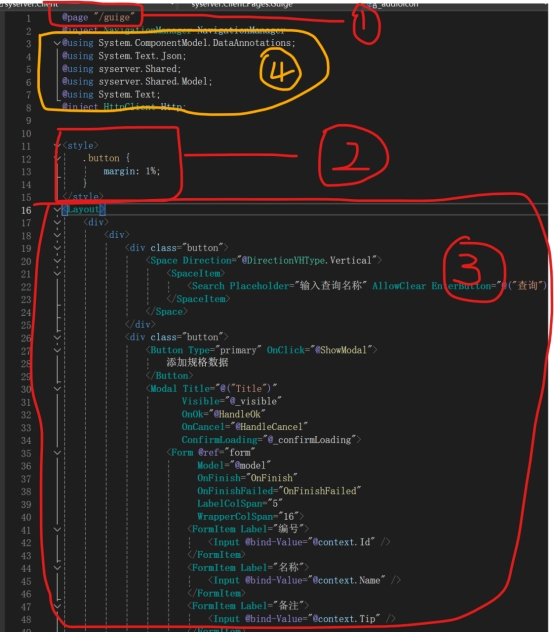 syserver.Client
syserver.Client.Pages.Guige
_addIcon
1 @page "/guige"
2 @inject NavigationManager NavigationManager
3 @using System.ComponentModel.DataAnnotations;
4 @using System.Text.Json;
5 @using syserver.Shared;
6 @using syserver.Shared.Model;
7 @using System.Text;
8 @inject HttpClient Http;
9
10
11 <style>
12 .button {
13 margin: 1%;
14 }
15 </style>
16 <Layout>
17 <div>
18 <div>
19 <div class="button">
20 <Space Direction="@DirectionVHType.Vertical">
21 <SpaceItem>
22 <Search Placeholder="输入查询名称" AllowClear EnterButton="@("查询")
23 </SpaceItem>
24 </Space>
25 </div>
26 <div class="button">
27 <Button Type="primary" OnClick="@ShowModal">
28 添加规格数据
29 </Button>
30 <Modal Title="@("Title")"
31 Visible="@_visible"
32 OnOk="@HandleOk"
33 OnCancel="@HandleCancel"
34 ConfirmLoading="@_confirmLoading">
35 <Form @ref="form"
36 Model="@model"
37 OnFinish="OnFinish"
38 OnFinishFailed="OnFinishFailed"
39 LabelColSpan="5"
40 WrapperColSpan="16">
41 <FormItem Label="编号">
42 <Input @bind-Value="@context.Id" />
43 </FormItem>
44 <FormItem Label="名称">
45 <Input @bind-Value="@context.Name" />
46 </FormItem>
47 <FormItem Label="备注">
48 <Input @bind-Value="@context.Tip" />
</FormItem>
1
4
2
3